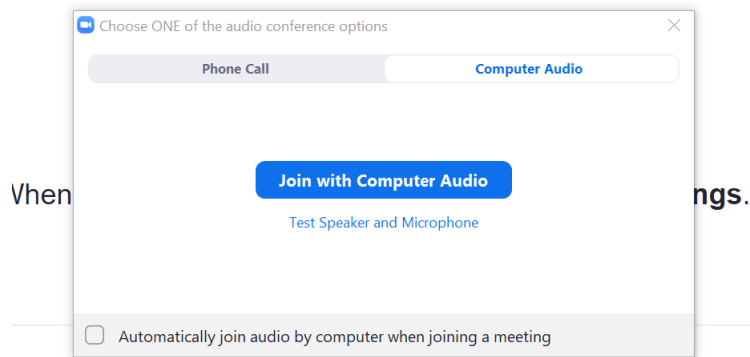 Choose ONE of the audio conference options
Phone Call Computer Audio
Join with Computer Audio
When ngs.
Test Speaker and Microphone
Automatically join audio by computer when joining a meeting